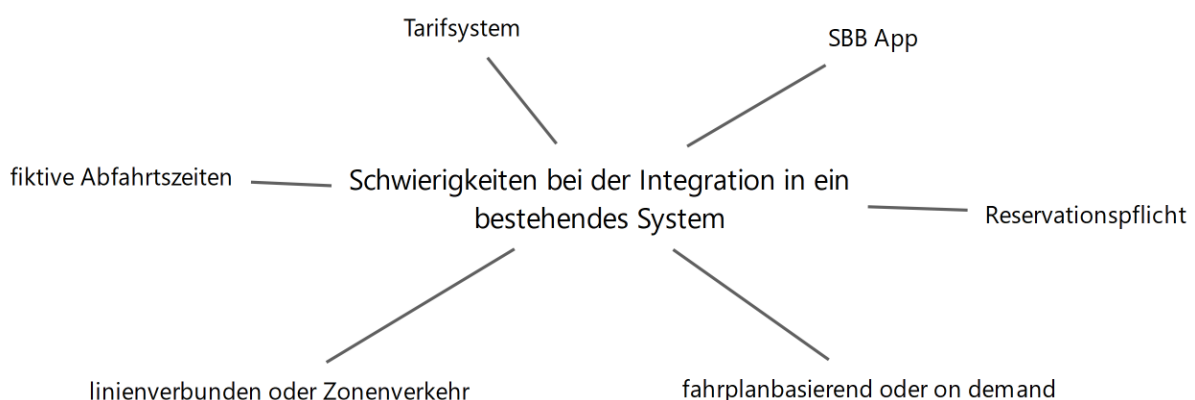 Tarifsystem
SBB App
fiktive Abfahrtszeiten
Schwierigkeiten bei der Integration in ein
bestehendes System
Reservationspflicht
linienverbunden oder Zonenverkehr
fahrplanbasierend oder on demand